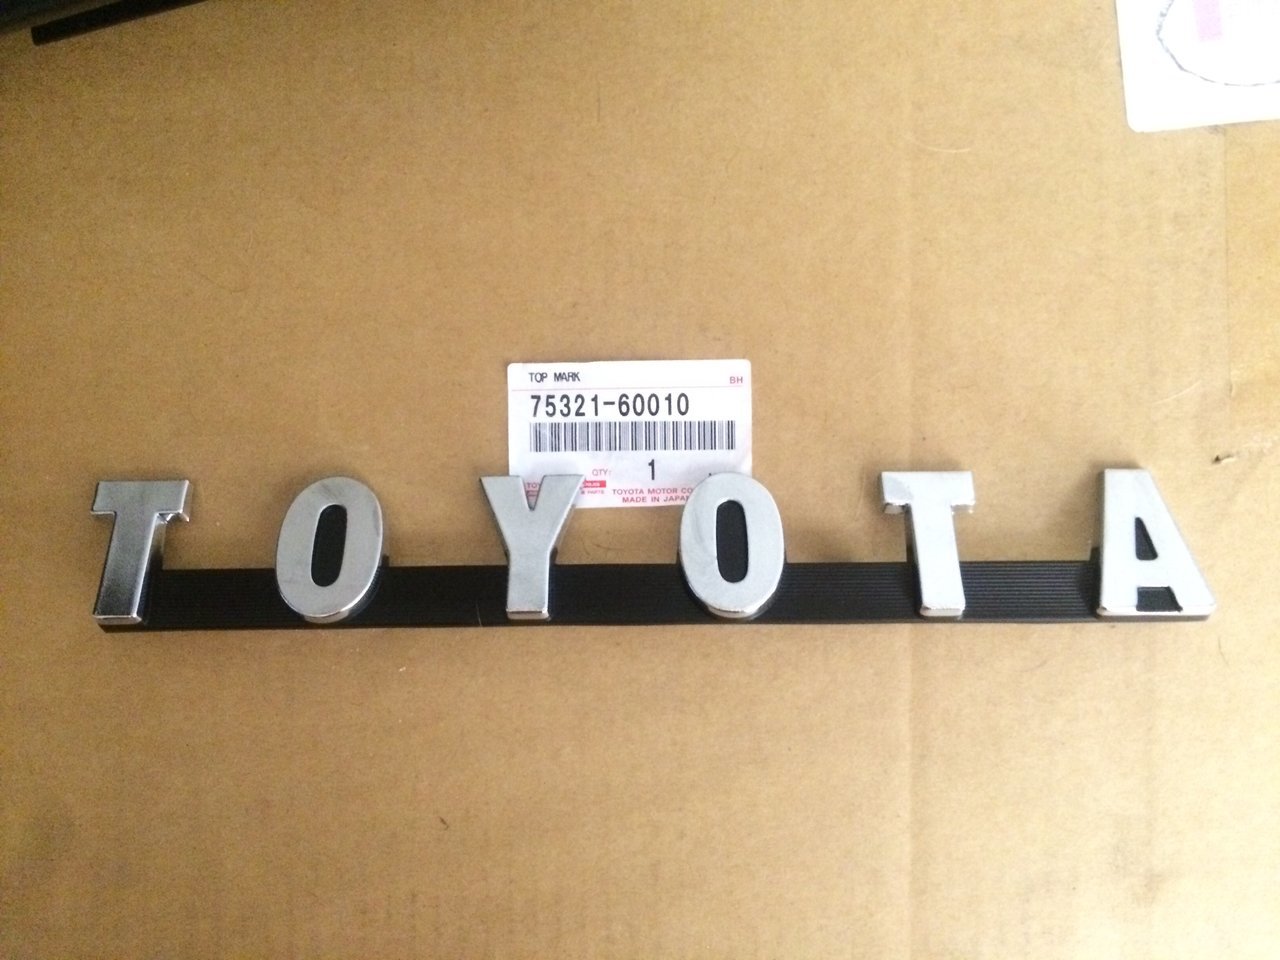 TOP MARK
BH
75321-60010
QTY: 1
TOYOTA MOTOR CO
MADE IN JAPAN
TOYOTA